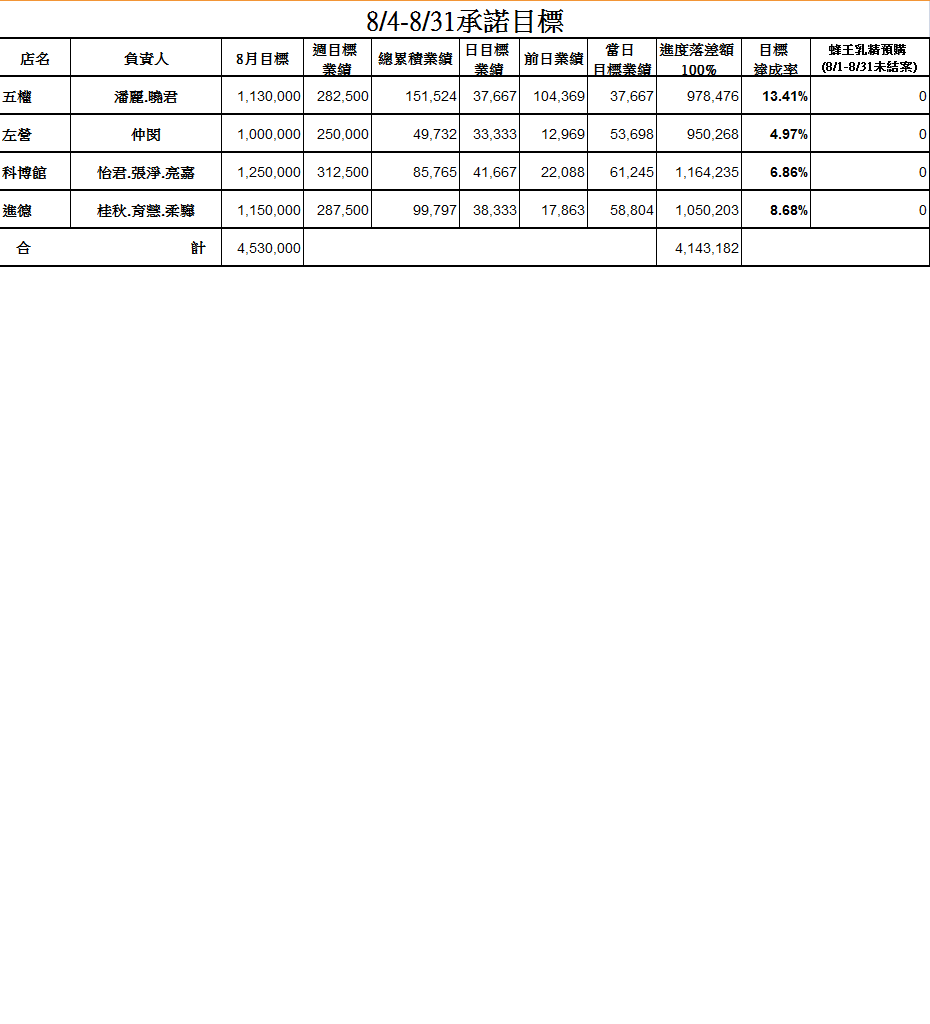 8/4-8/31承諾目標
店名 負責人 8月目標 週目標業績 總累積業績 日目標業績 前日業績 當日目標業績 進度落差額100% 目標達成率 蜂王乳精預購(8/1-8/31未結案)
五權 潘麗.曉君 1,130,000 282,500 151,524 37,667 104,369 37,667 978,476 13.41% 0
左營 仲閔 1,000,000 250,000 49,732 33,333 12,969 53,698 950,268 4.97% 0
科博館 怡君.張淨.亮嘉 1,250,000 312,500 85,765 41,667 22,088 61,245 1,164,235 6.86% 0
進德 桂秋.育慧.柔驊 1,150,000 287,500 99,797 38,333 17,863 58,804 1,050,203 8.68% 0
合計 4,530,000 4,143,182